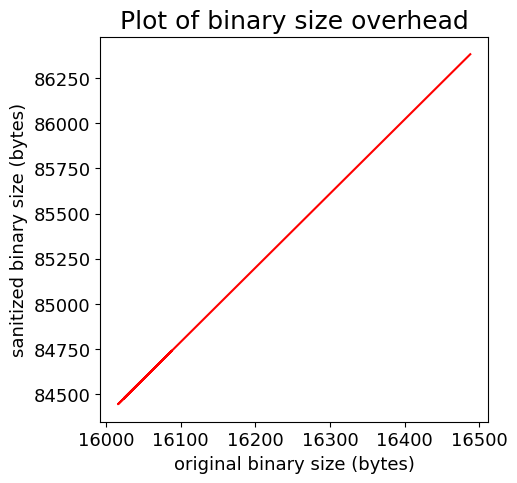 Plot of binary size overhead
sanitized binary size (bytes)
86250
86000
85750
85500
85250
85000
84750
84500
16000 16100 16200 16300 16400 16500
original binary size (bytes)